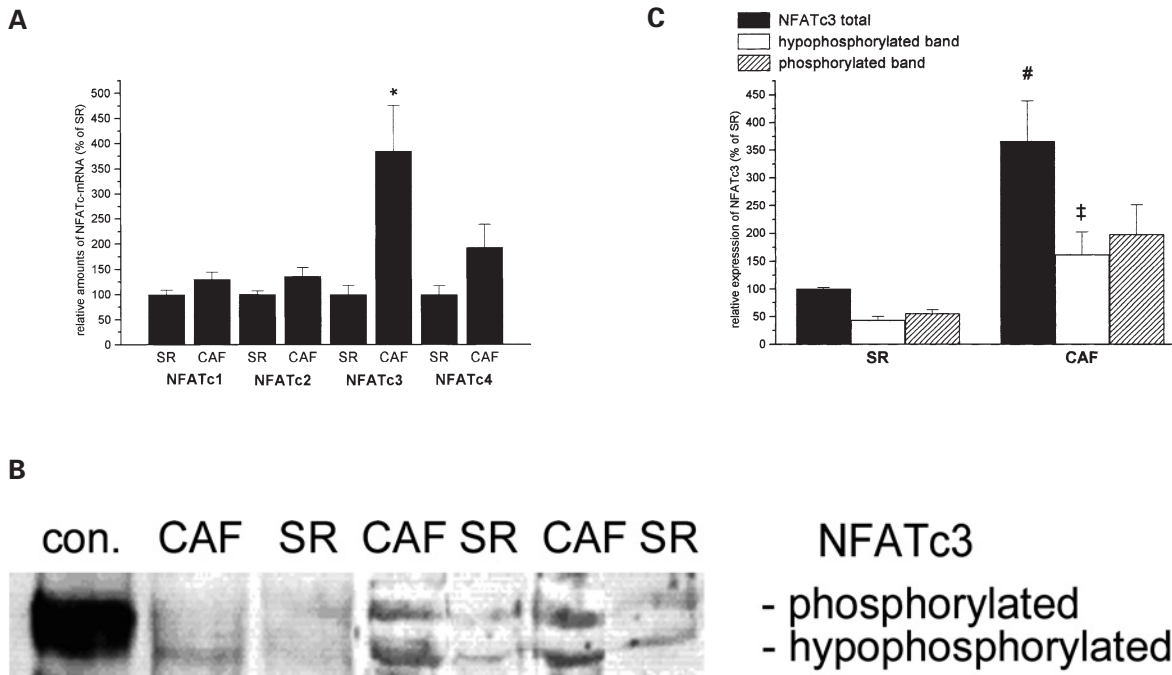 A
relative amounts of NFATc-mRNA (% of SR)
500
450
400
350
300
250
200
150
100
50
0
*
SR CAF SR CAF SR CAF SR CAF
NFATc1 NFATc2 NFATc3 NFATc4
C
NFATc3 total
hypophosphorylated band
phosphorylated band
relative expresssion of NFATc3 (% of SR)
450
400
350
300
250
200
150
100
50
0
#
‡
SR CAF
B
con. CAF SR CAF SR CAF SR NFATc3
- phosphorylated
- hypophosphorylated